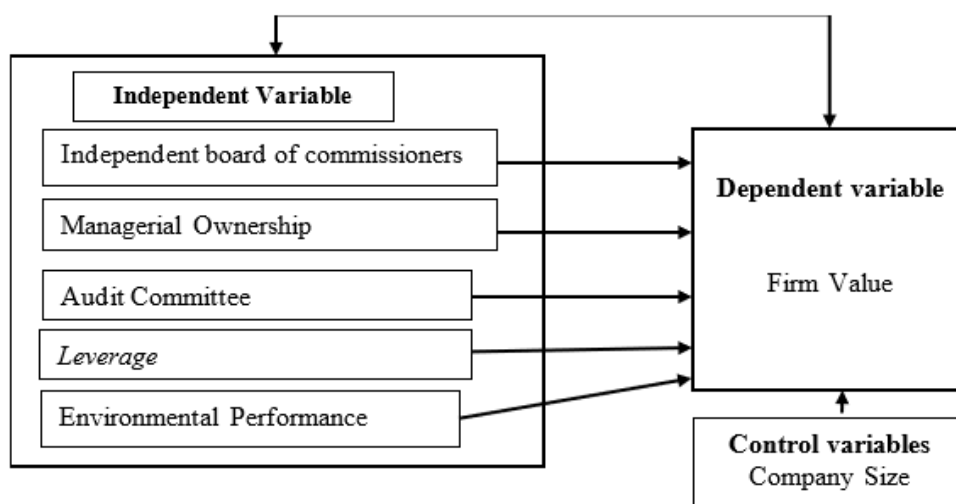 Independent Variable
Independent board of commissioners
Managerial Ownership
Audit Committee
Leverage
Environmental Performance
Dependent variable
Firm Value
Control variables
Company Size